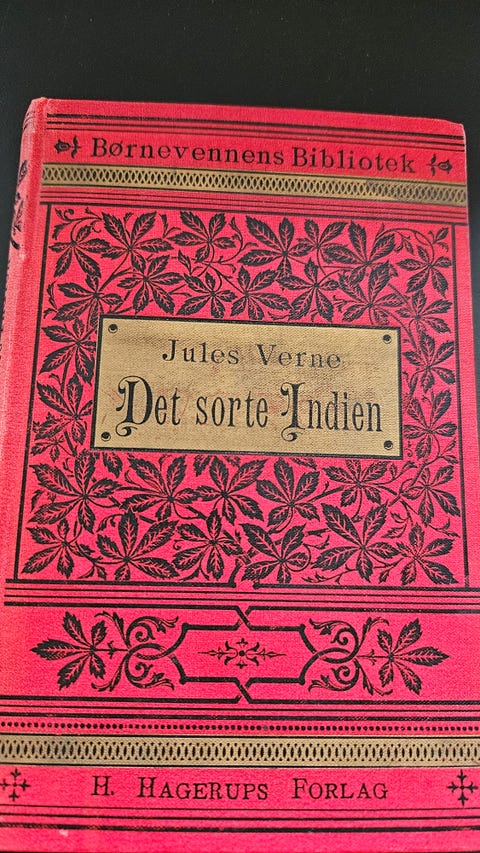 Børnevennens Bibliotek
Jules Verne
Det sorte Indien
H. HAGERUPS FORLAG